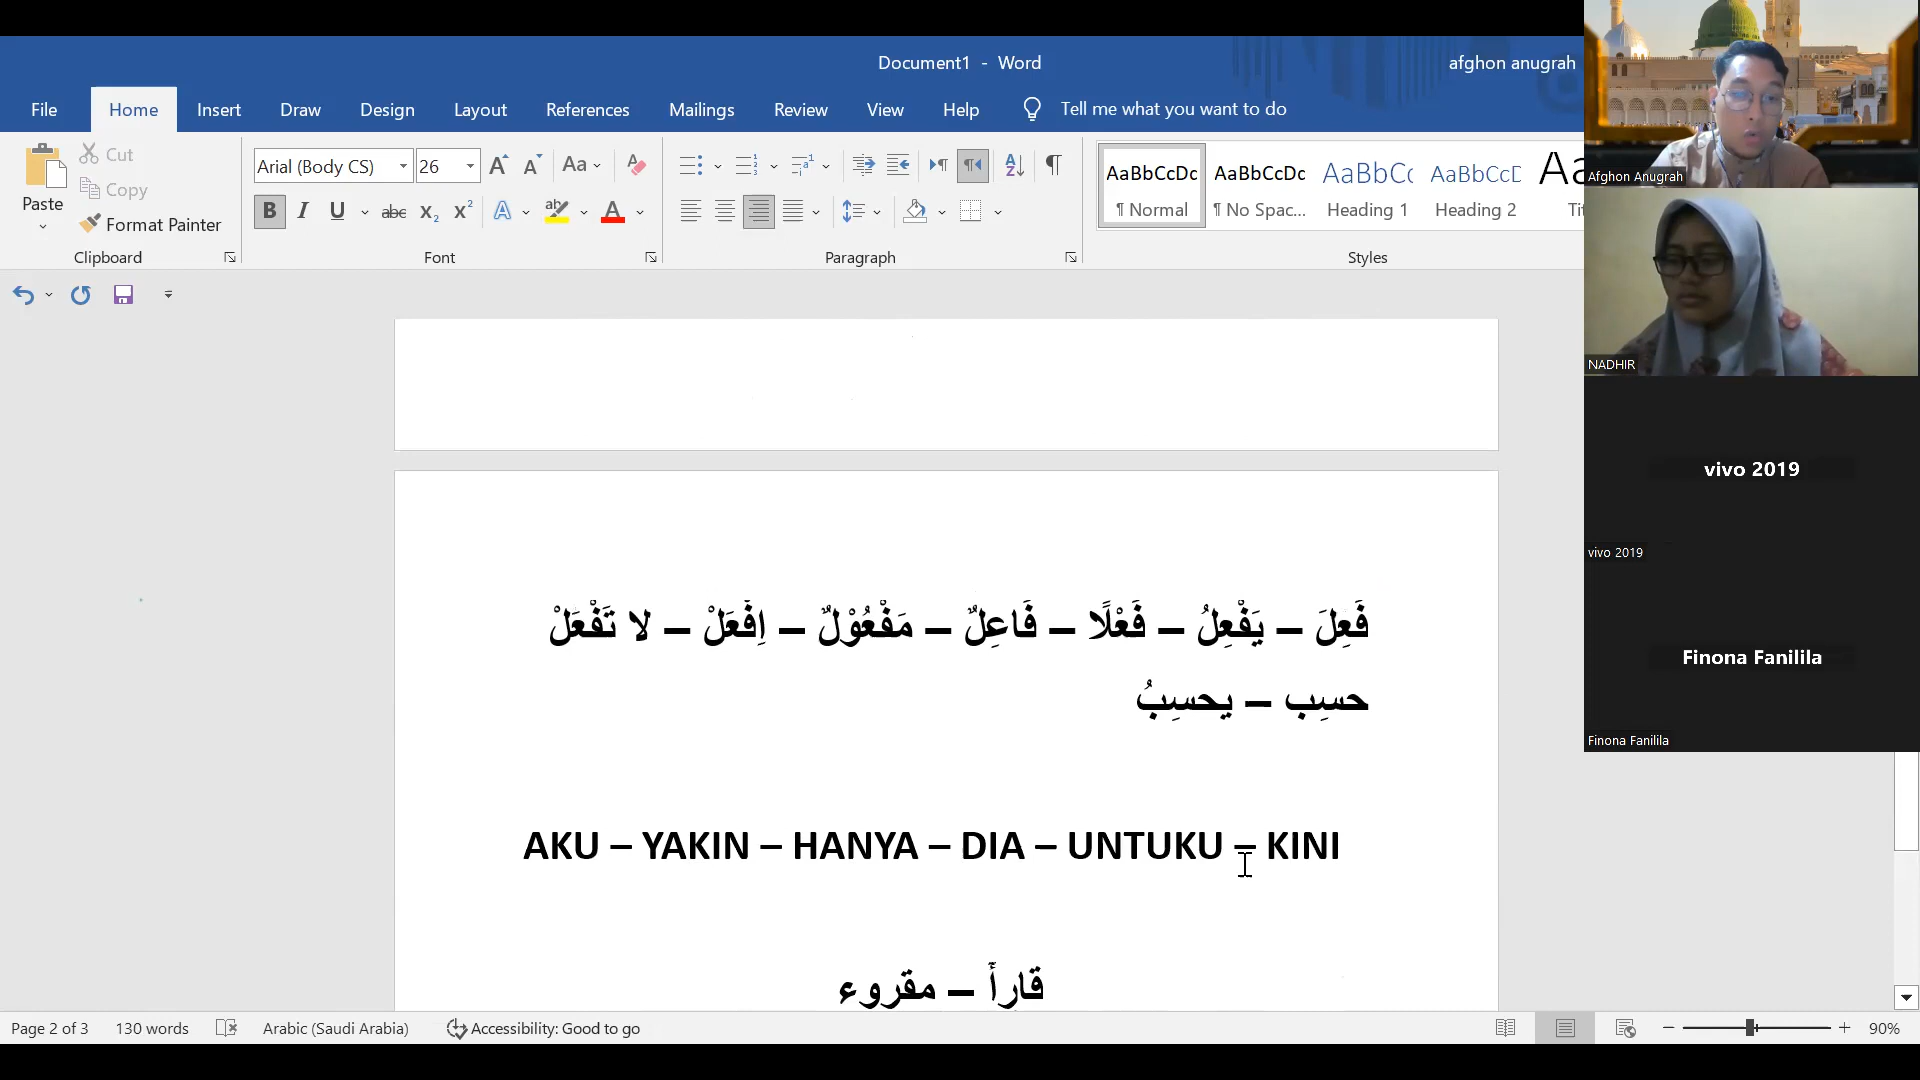 Document1 - Word
afghon anugrah
File Home Insert Draw Design Layout References Mailings Review View Help Tell me what you want to do
Paste
Cut
Copy
Format Painter
Clipboard
Arial (Body CS) 26
Font
Paragraph
AaBbCcDc AaBbCcDc AaBbCc AaBbCcE Aa
¶ Normal ¶ No Spac... Heading 1 Heading 2 Tit
Styles
Afghon Anugrah
NADHIR
vivo 2019
vivo 2019
Finona Fanilila
Finona Fanilila
فَعِلَ – يَفْعِلُ – فَعْلًا – فَاعِلٌ – مَفْعُوْلٌ – اِفْعَلْ – لا تَفْعَلْ
حسِب – يحسِبُ
AKU – YAKIN – HANYA – DIA – UNTUKU – KINI
قارأ – مقروء
Page 2 of 3 130 words Arabic (Saudi Arabia) Accessibility: Good to go 90%